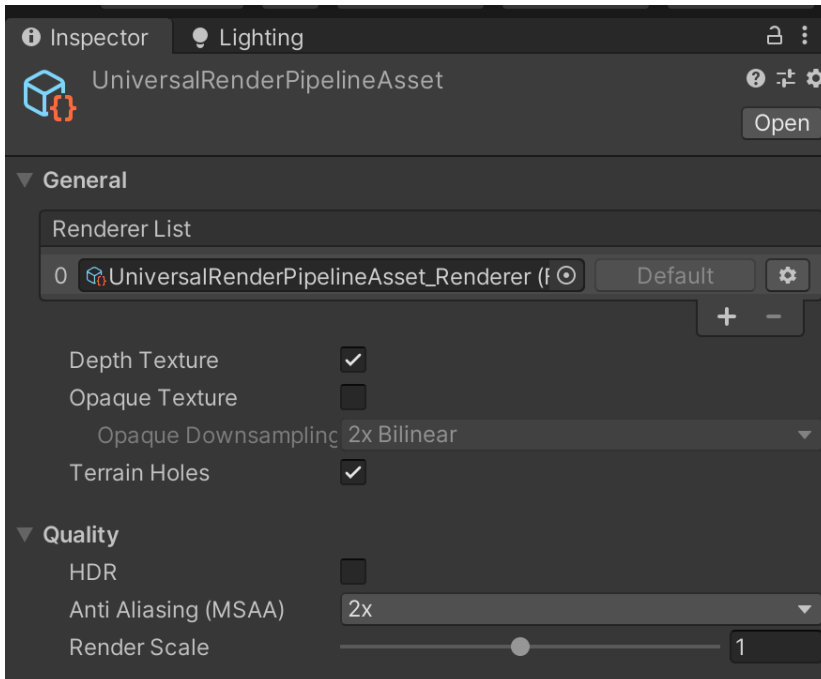 Inspector
Lighting
UniversalRenderPipelineAsset
Open
General
Renderer List
0 UniversalRenderPipelineAsset_Renderer Default
Depth Texture
Opaque Texture
Opaque Downsampling 2x Bilinear
Terrain Holes
Quality
HDR
Anti Aliasing (MSAA) 2x
Render Scale 1